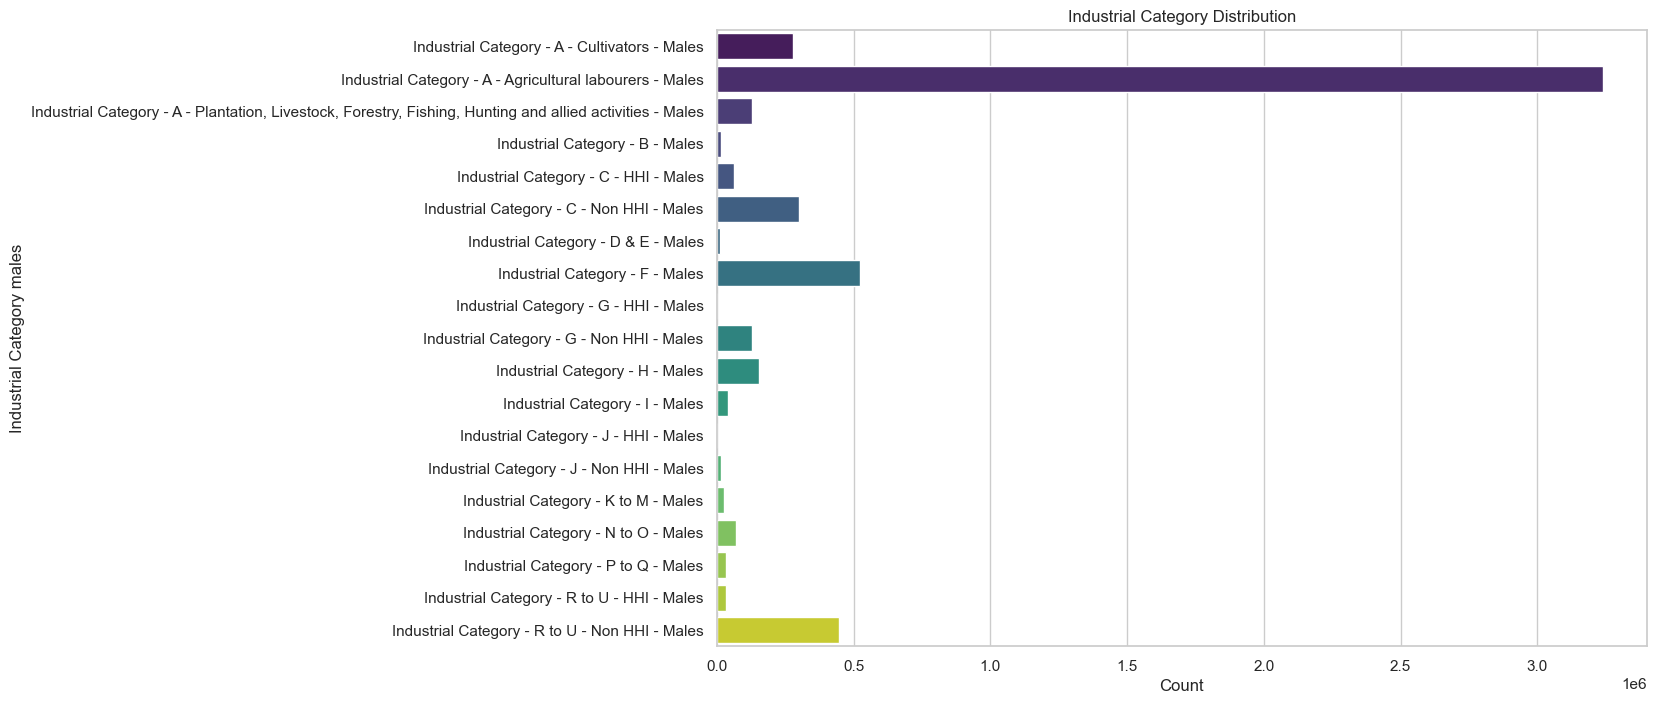 Industrial Category Distribution
Industrial Category - A - Cultivators - Males
Industrial Category - A - Agricultural labourers - Males
Industrial Category - A - Plantation, Livestock, Forestry, Fishing, Hunting and allied activities - Males
Industrial Category - B - Males
Industrial Category - C - HHI - Males
Industrial Category - C - Non HHI - Males
Industrial Category - D & E - Males
Industrial Category - F - Males
Industrial Category - G - HHI - Males
Industrial Category - G - Non HHI - Males
Industrial Category - H - Males
Industrial Category - I - Males
Industrial Category - J - HHI - Males
Industrial Category - J - Non HHI - Males
Industrial Category - K to M - Males
Industrial Category - N to O - Males
Industrial Category - P to Q - Males
Industrial Category - R to U - HHI - Males
Industrial Category - R to U - Non HHI - Males
Industrial Category males
0.0 0.5 1.0 1.5 2.0 2.5 3.0
1e6
Count